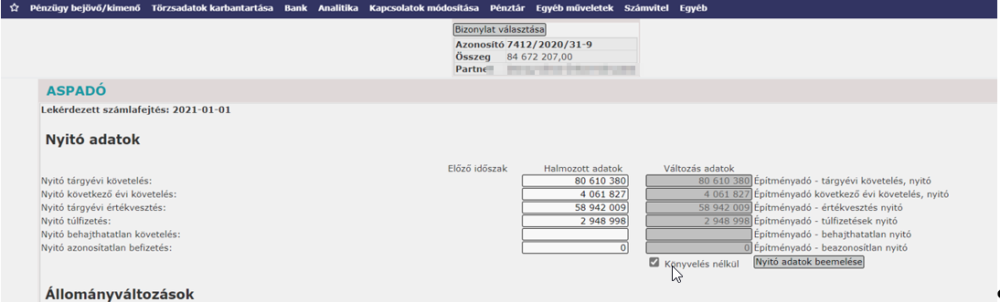 Pénzügy bejövő/kimenő Törzsadatok karbantartása Bank Analitika Kapcsolatok módosítása Pénztár Egyéb műveletek Számvitel Egyéb
Bizonylat választása
Azonosító 7412/2020/31-9
Összeg 84 672 207,00
Partne
ASPADÓ
Lekérdezett számlafejtés: 2021-01-01
Nyitó adatok
Előző időszak Halmozott adatok Változás adatok
Nyitó tárgyévi követelés: 80 610 380 80 610 380 Építményadó - tárgyévi követelés, nyitó
Nyitó következő évi követelés: 4 061 827 4 061 827 Építményadó következő évi követelés, nyitó
Nyitó tárgyévi értékvesztés: 58 942 009 58 942 009 Építményadó - értékvesztés nyitó
Nyitó túlfizetés: 2 948 998 2 948 998 Építményadó - túlfizetések nyitó
Nyitó behajthatatlan követelés: Építményadó - behajthatatlan nyitó
Nyitó azonosítatlan befizetés: 0 0 Építményadó - beazonosítlan nyitó
Könyvelés nélkül Nyitó adatok beemelése
Állományváltozások